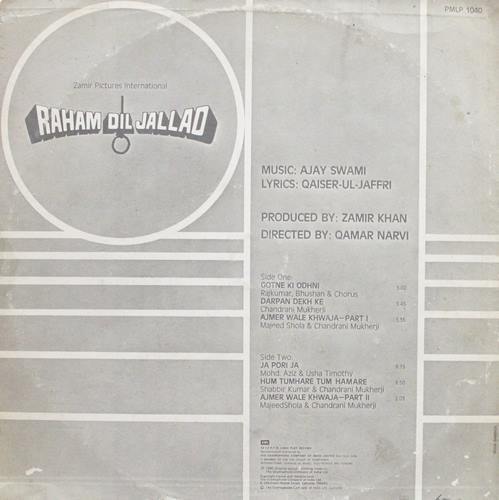 PMLP 1040
Zamir Pictures International
RAHAM DIL JALLAD
MUSIC: AJAY SWAMI
LYRICS: QAISER-UL-JAFFRI
PRODUCED BY: ZAMIR KHAN
DIRECTED BY: QAMAR NARVI
Side One:
GOTNE KI ODHNI
Rajkumar, Bhushan & Chorus
DARPAN DEKH KE 3.45
Chandrani Mukherji
AJMER WALE KHWAJA—PART I
Majeed Shola & Chandrani Mukherji
Side Two:
JA PORI JA
Mohd. Aziz & Usha Timothy
HUM TUMHARE TUM HAMARE
Shabbir Kumar & Chandrani Mukherji
AJMER WALE KHWAJA—PART II
MajeedShola & Chandrani Mukherji
EMI